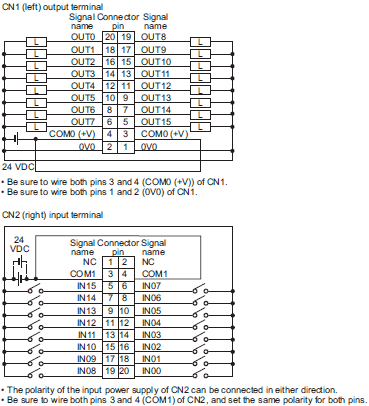 CN1 (left) output terminal
Signal Connector Signal
name pin name
L OUT0 20 19 OUT8 L
L OUT1 18 17 OUT9 L
L OUT2 16 15 OUT10 L
L OUT3 14 13 OUT11 L
L OUT4 12 11 OUT12 L
L OUT5 10 9 OUT13 L
L OUT6 8 7 OUT14 L
L OUT7 6 5 OUT15 L
COM0 (+V) 4 3 COM0 (+V)
0V0 2 1 0V0
24 VDC
• Be sure to wire both pins 3 and 4 (COM0 (+V)) of CN1.
• Be sure to wire both pins 1 and 2 (0V0) of CN1.
CN2 (right) input terminal
24
VDC
Signal Connector Signal
name pin name
NC 1 2 NC
COM1 3 4 COM1
IN15 5 6 IN07
IN14 7 8 IN06
IN13 9 10 IN05
IN12 11 12 IN04
IN11 13 14 IN03
IN10 15 16 IN02
IN09 17 18 IN01
IN08 19 20 IN00
• The polarity of the input power supply of CN2 can be connected in either direction.
• Be sure to wire both pins 3 and 4 (COM1) of CN2, and set the same polarity for both pins.